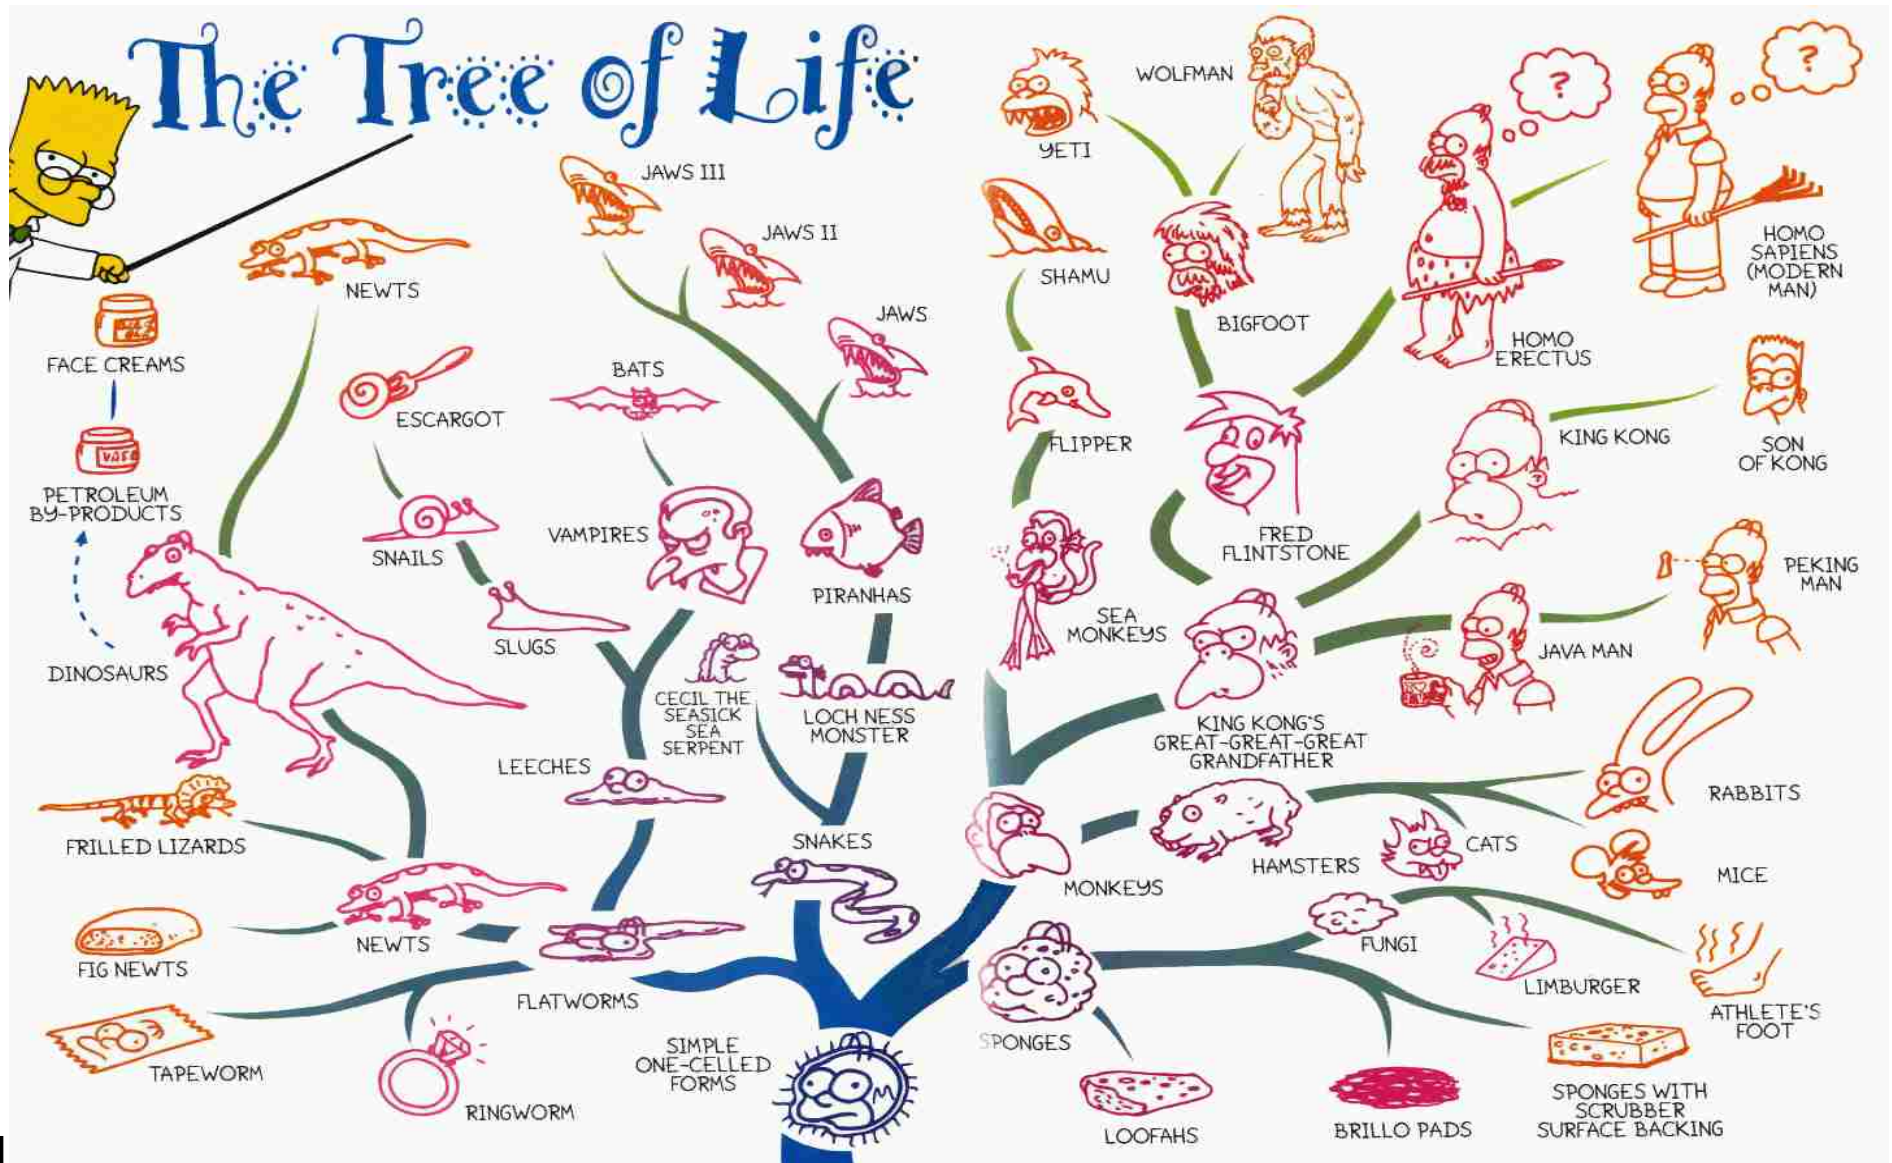 The Tree of Life
WOLFMAN
?
?
YETI
JAWS III
JAWS II
SHAMU
HOMO
SAPIENS
(MODERN
MAN)
NEWTS
JAWS
BIGFOOT
HOMO
ERECTUS
FACE CREAMS
BATS
ESCARGOT
FLIPPER
KING KONG
SON
OF KONG
VASE
PETROLEUM
BY-PRODUCTS
SNAILS
VAMPIRES
FRED
FLINTSTONE
PEKING
MAN
PIRANHAS
SEA
MONKEYS
SLUGS
JAVA MAN
DINOSAURS
CECIL THE
SEASICK
SEA
SERPENT
LOCH NESS
MONSTER
KING KONG'S
GREAT-GREAT-GREAT
GRANDFATHER
LEECHES
RABBITS
FRILLED LIZARDS
SNAKES
CATS
HAMSTERS
MICE
MONKEYS
NEWTS
FUNGI
FIG NEWTS
FLATWORMS
LIMBURGER
ATHLETE'S
FOOT
SIMPLE
ONE-CELLED
FORMS
SPONGES
TAPEWORM
RINGWORM
LOOFAHS
BRILLO PADS
SPONGES WITH
SCRUBBER
SURFACE BACKING